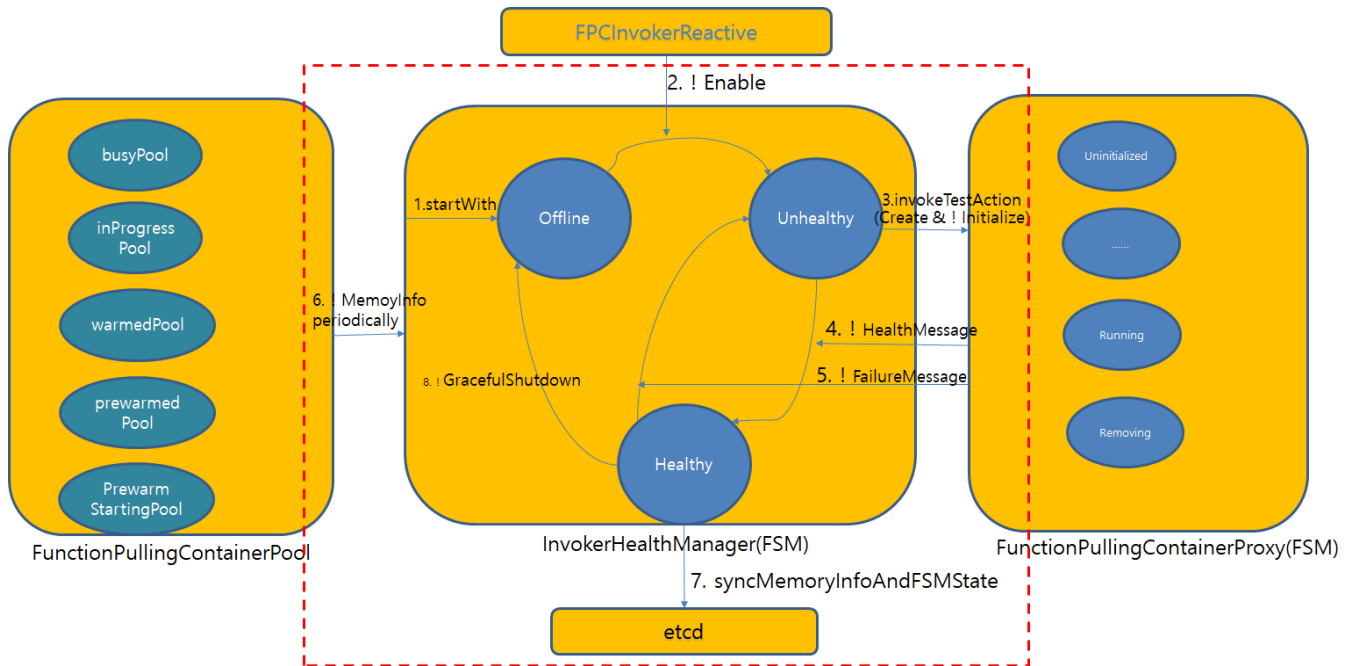 FPCInvokerReactive
2. ! Enable
busyPool
inProgress
Pool
warmedPool
prewarmed
Pool
Prewarm
StartingPool
FunctionPullingContainerPool
1.startWith
Offline
Unhealthy
3.invokeTestAction
(Create & ! Initialize)
6. ! MemoyInfo
periodically
4. ! HealthMessage
5. ! FailureMessage
8. ! GracefulShutdown
Healthy
InvokerHealthManager(FSM)
7. syncMemoryInfoAndFSMState
etcd
Uninitialized
......
Running
Removing
FunctionPullingContainerProxy(FSM)